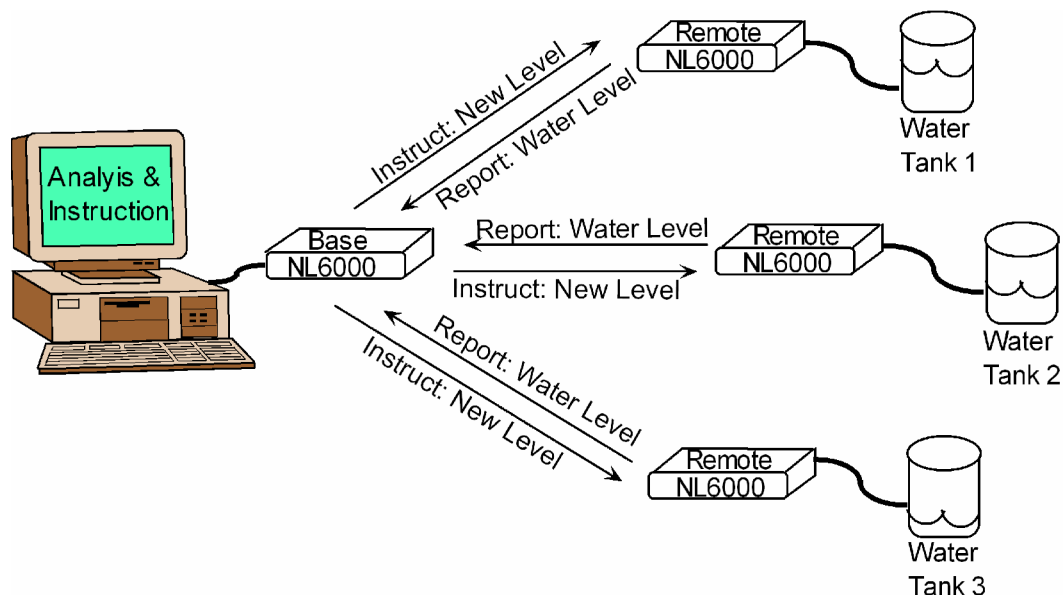 Analyis &
Instruction
Base
NL6000
Instruct: New Level
Report: Water Level
Remote
NL6000
Water
Tank 1
Report: Water Level
Instruct: New Level
Remote
NL6000
Water
Tank 2
Report: Water Level
Instruct: New Level
Remote
NL6000
Water
Tank 3